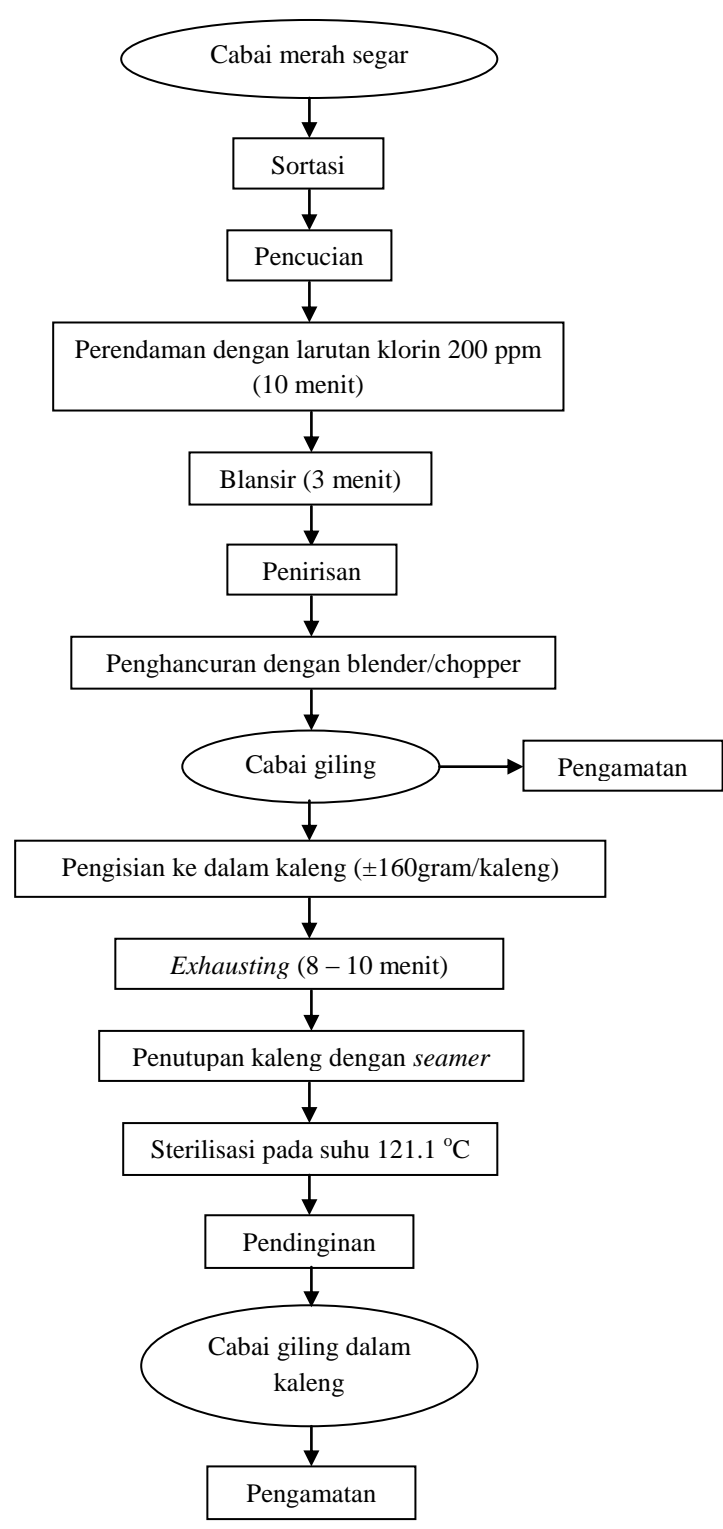 Cabai merah segar
Sortasi
Pencucian
Perendaman dengan larutan klorin 200 ppm
(10 menit)
Blansir (3 menit)
Penirisan
Penghancuran dengan blender/chopper
Cabai giling
Pengamatan
Pengisian ke dalam kaleng (±160gram/kaleng)
Exhausting (8 – 10 menit)
Penutupan kaleng dengan seamer
Sterilisasi pada suhu 121.1 °C
Pendinginan
Cabai giling dalam
kaleng
Pengamatan